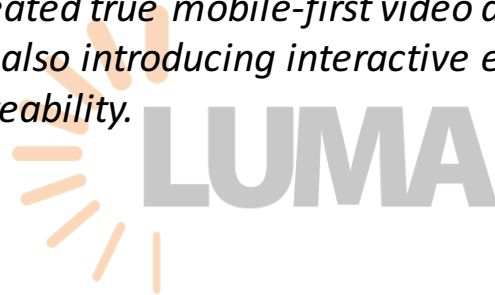 eated true mobile-first video a
also introducing interactive e
eability.
LUMA